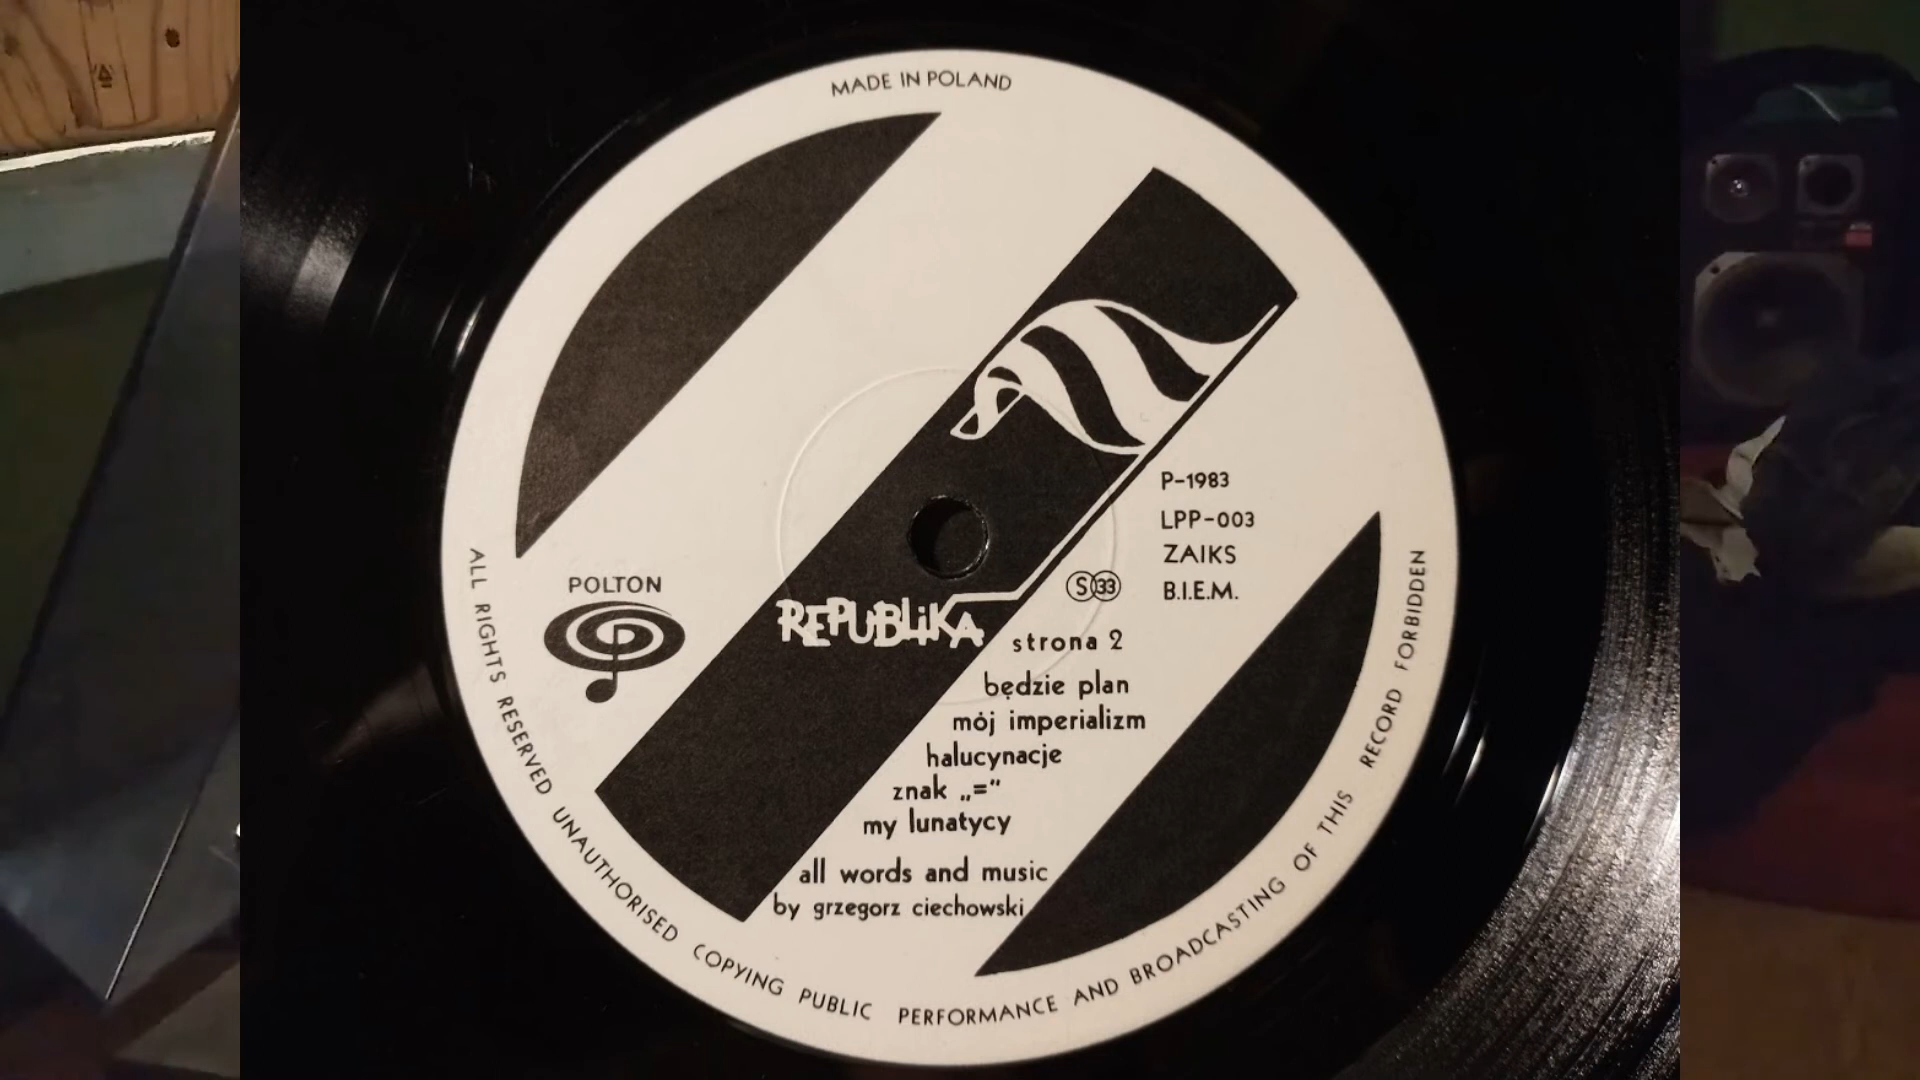 MADE IN POLAND
P-1983
LPP-003
ZAIKS
B.I.E.M.
S 33
POLTON
REPUBLiKA
strona 2
będzie plan
mój imperializm
halucynacje
znak „="
my lunatycy
all words and music
by grzegorz ciechowski
ALL RIGHTS RESERVED UNAUTHORISED COPYING PUBLIC PERFORMANCE AND BROADCASTING OF THIS RECORD FORBIDDEN